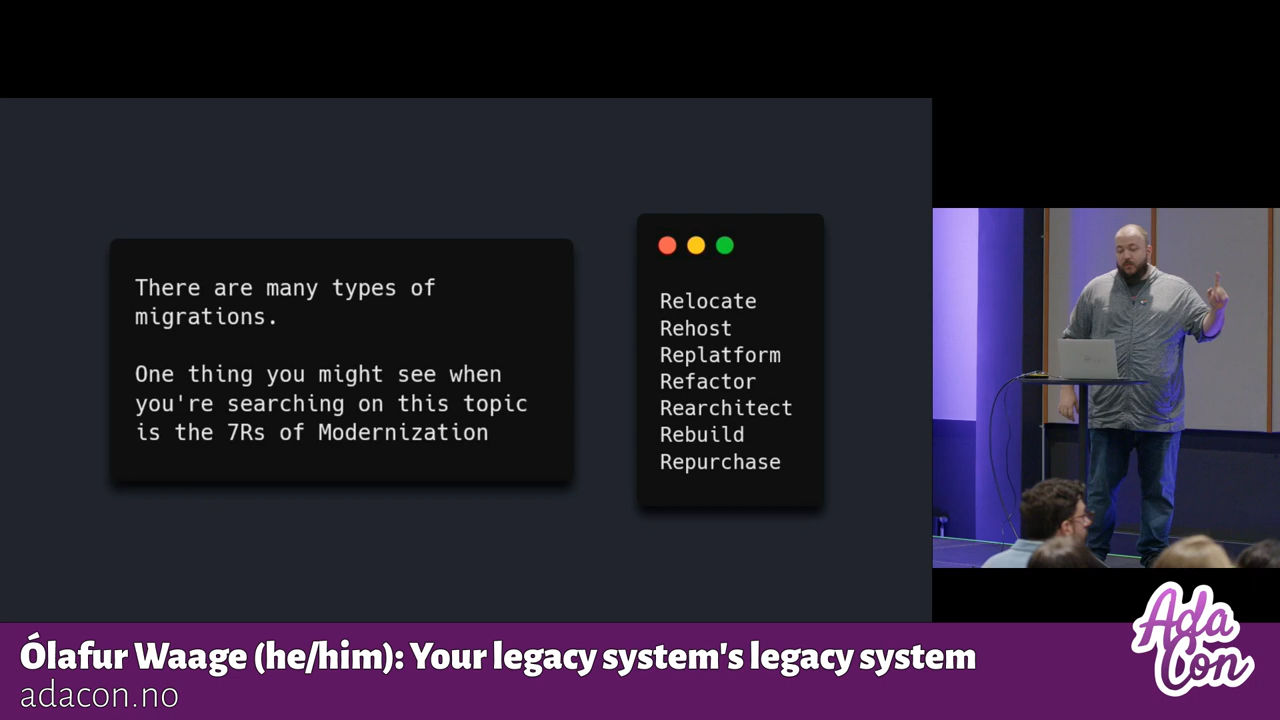 There are many types of
migrations.
One thing you might see when
you're searching on this topic
is the 7Rs of Modernization
Relocate
Rehost
Replatform
Refactor
Rearchitect
Rebuild
Repurchase
Ólafur Waage (he/him): Your legacy system's legacy system
adacon.no
Ada
Con